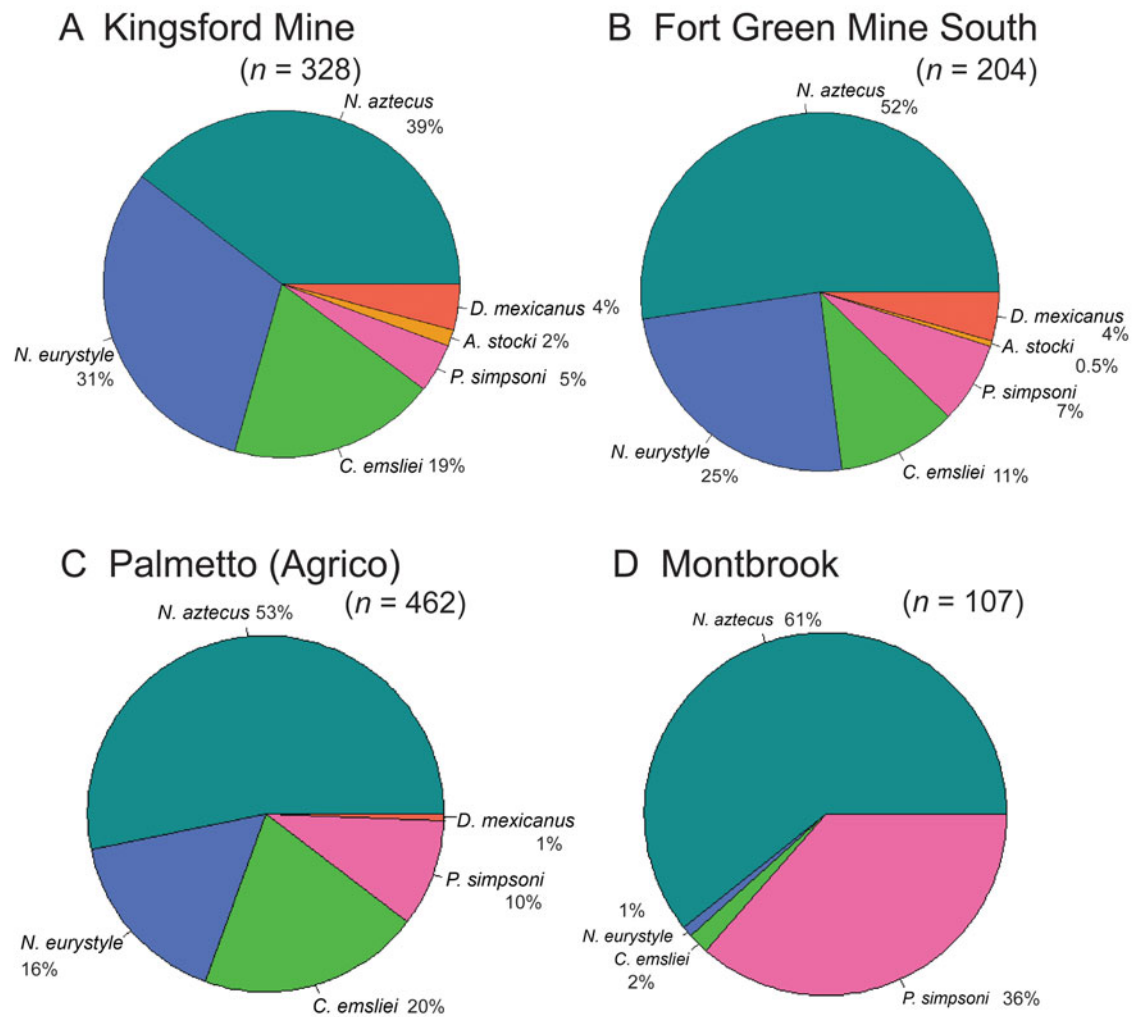 A Kingsford Mine
(n = 328)
N. aztecus
39%
D. mexicanus 4%
A. stocki 2%
P. simpsoni 5%
C. emsliei 19%
N. eurystyle
31%
B Fort Green Mine South
(n = 204)
N. aztecus
52%
D. mexicanus
4%
A. stocki
0.5%
P. simpsoni
7%
C. emsliei 11%
N. eurystyle
25%
C Palmetto (Agrico)
(n = 462)
N. aztecus 53%
D. mexicanus
1%
P. simpsoni
10%
C. emsliei 20%
N. eurystyle
16%
D Montbrook
(n = 107)
N. aztecus 61%
1%
N. eurystyle
C. emsliei
2%
P. simpsoni 36%